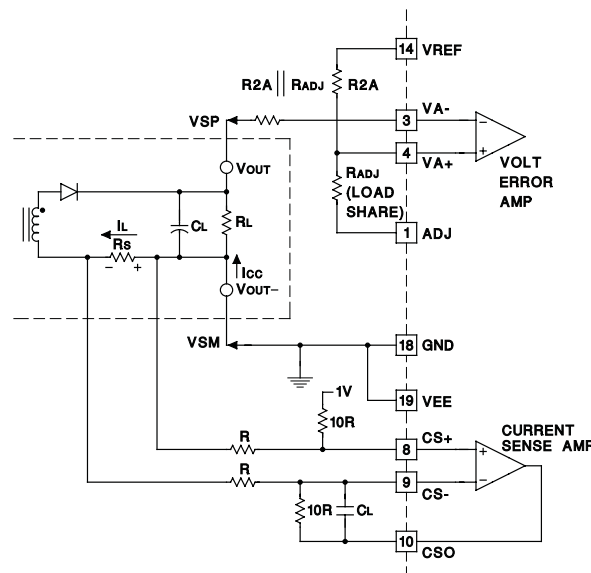 14 VREF
R2A || RADJ R2A
VSP
3 VA-
−
VOUT
4 VA+
+
VOLT
ERROR
AMP
RADJ
(LOAD
SHARE)
IL
RS
− +
CL
RL
1 ADJ
ICC
VOUT−
VSM
18 GND
1V
19 VEE
10R
CURRENT
SENSE AMP
R
8 CS+
+
R
9 CS-
−
10R CL
10 CSO